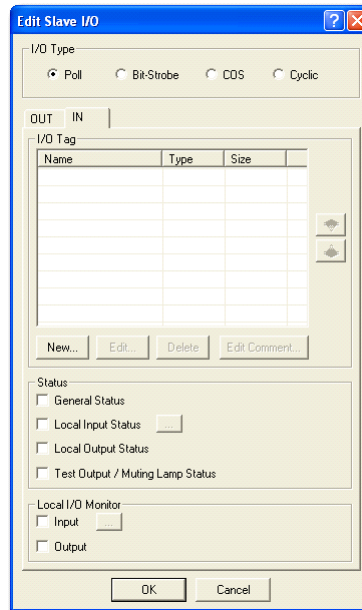 Edit Slave I/O
I/O Type
Poll Bit-Strobe COS Cyclic
OUT IN
I/O Tag
Name Type Size
New... Edit... Delete Edit Comment...
Status
General Status
Local Input Status ...
Local Output Status
Test Output / Muting Lamp Status
Local I/O Monitor
Input ...
Output
OK Cancel